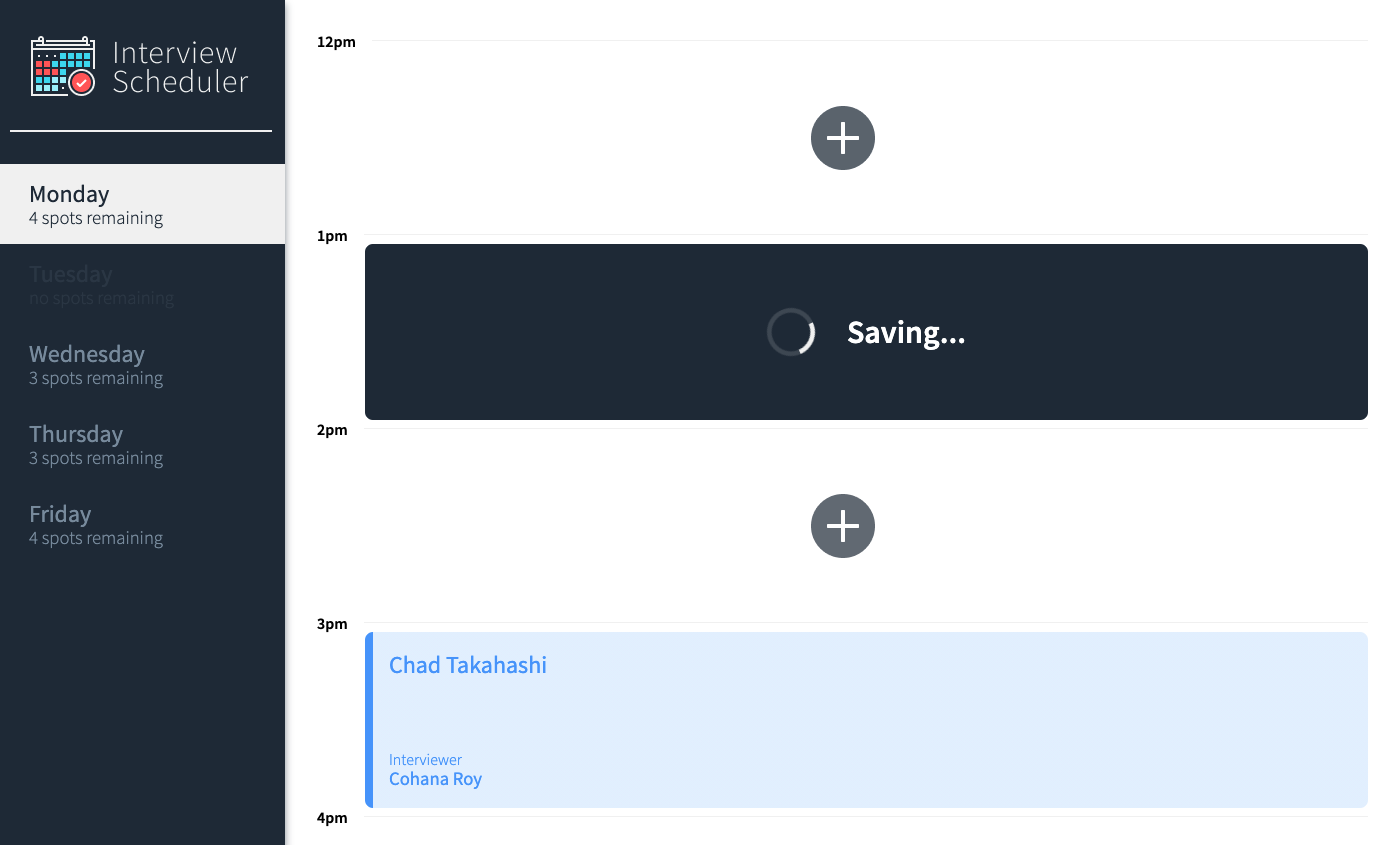 Interview
Scheduler
Monday
4 spots remaining
Tuesday
no spots remaining
Wednesday
3 spots remaining
Thursday
3 spots remaining
Friday
4 spots remaining
12pm
1pm
Saving...
2pm
3pm
Chad Takahashi
Interviewer
Cohana Roy
4pm